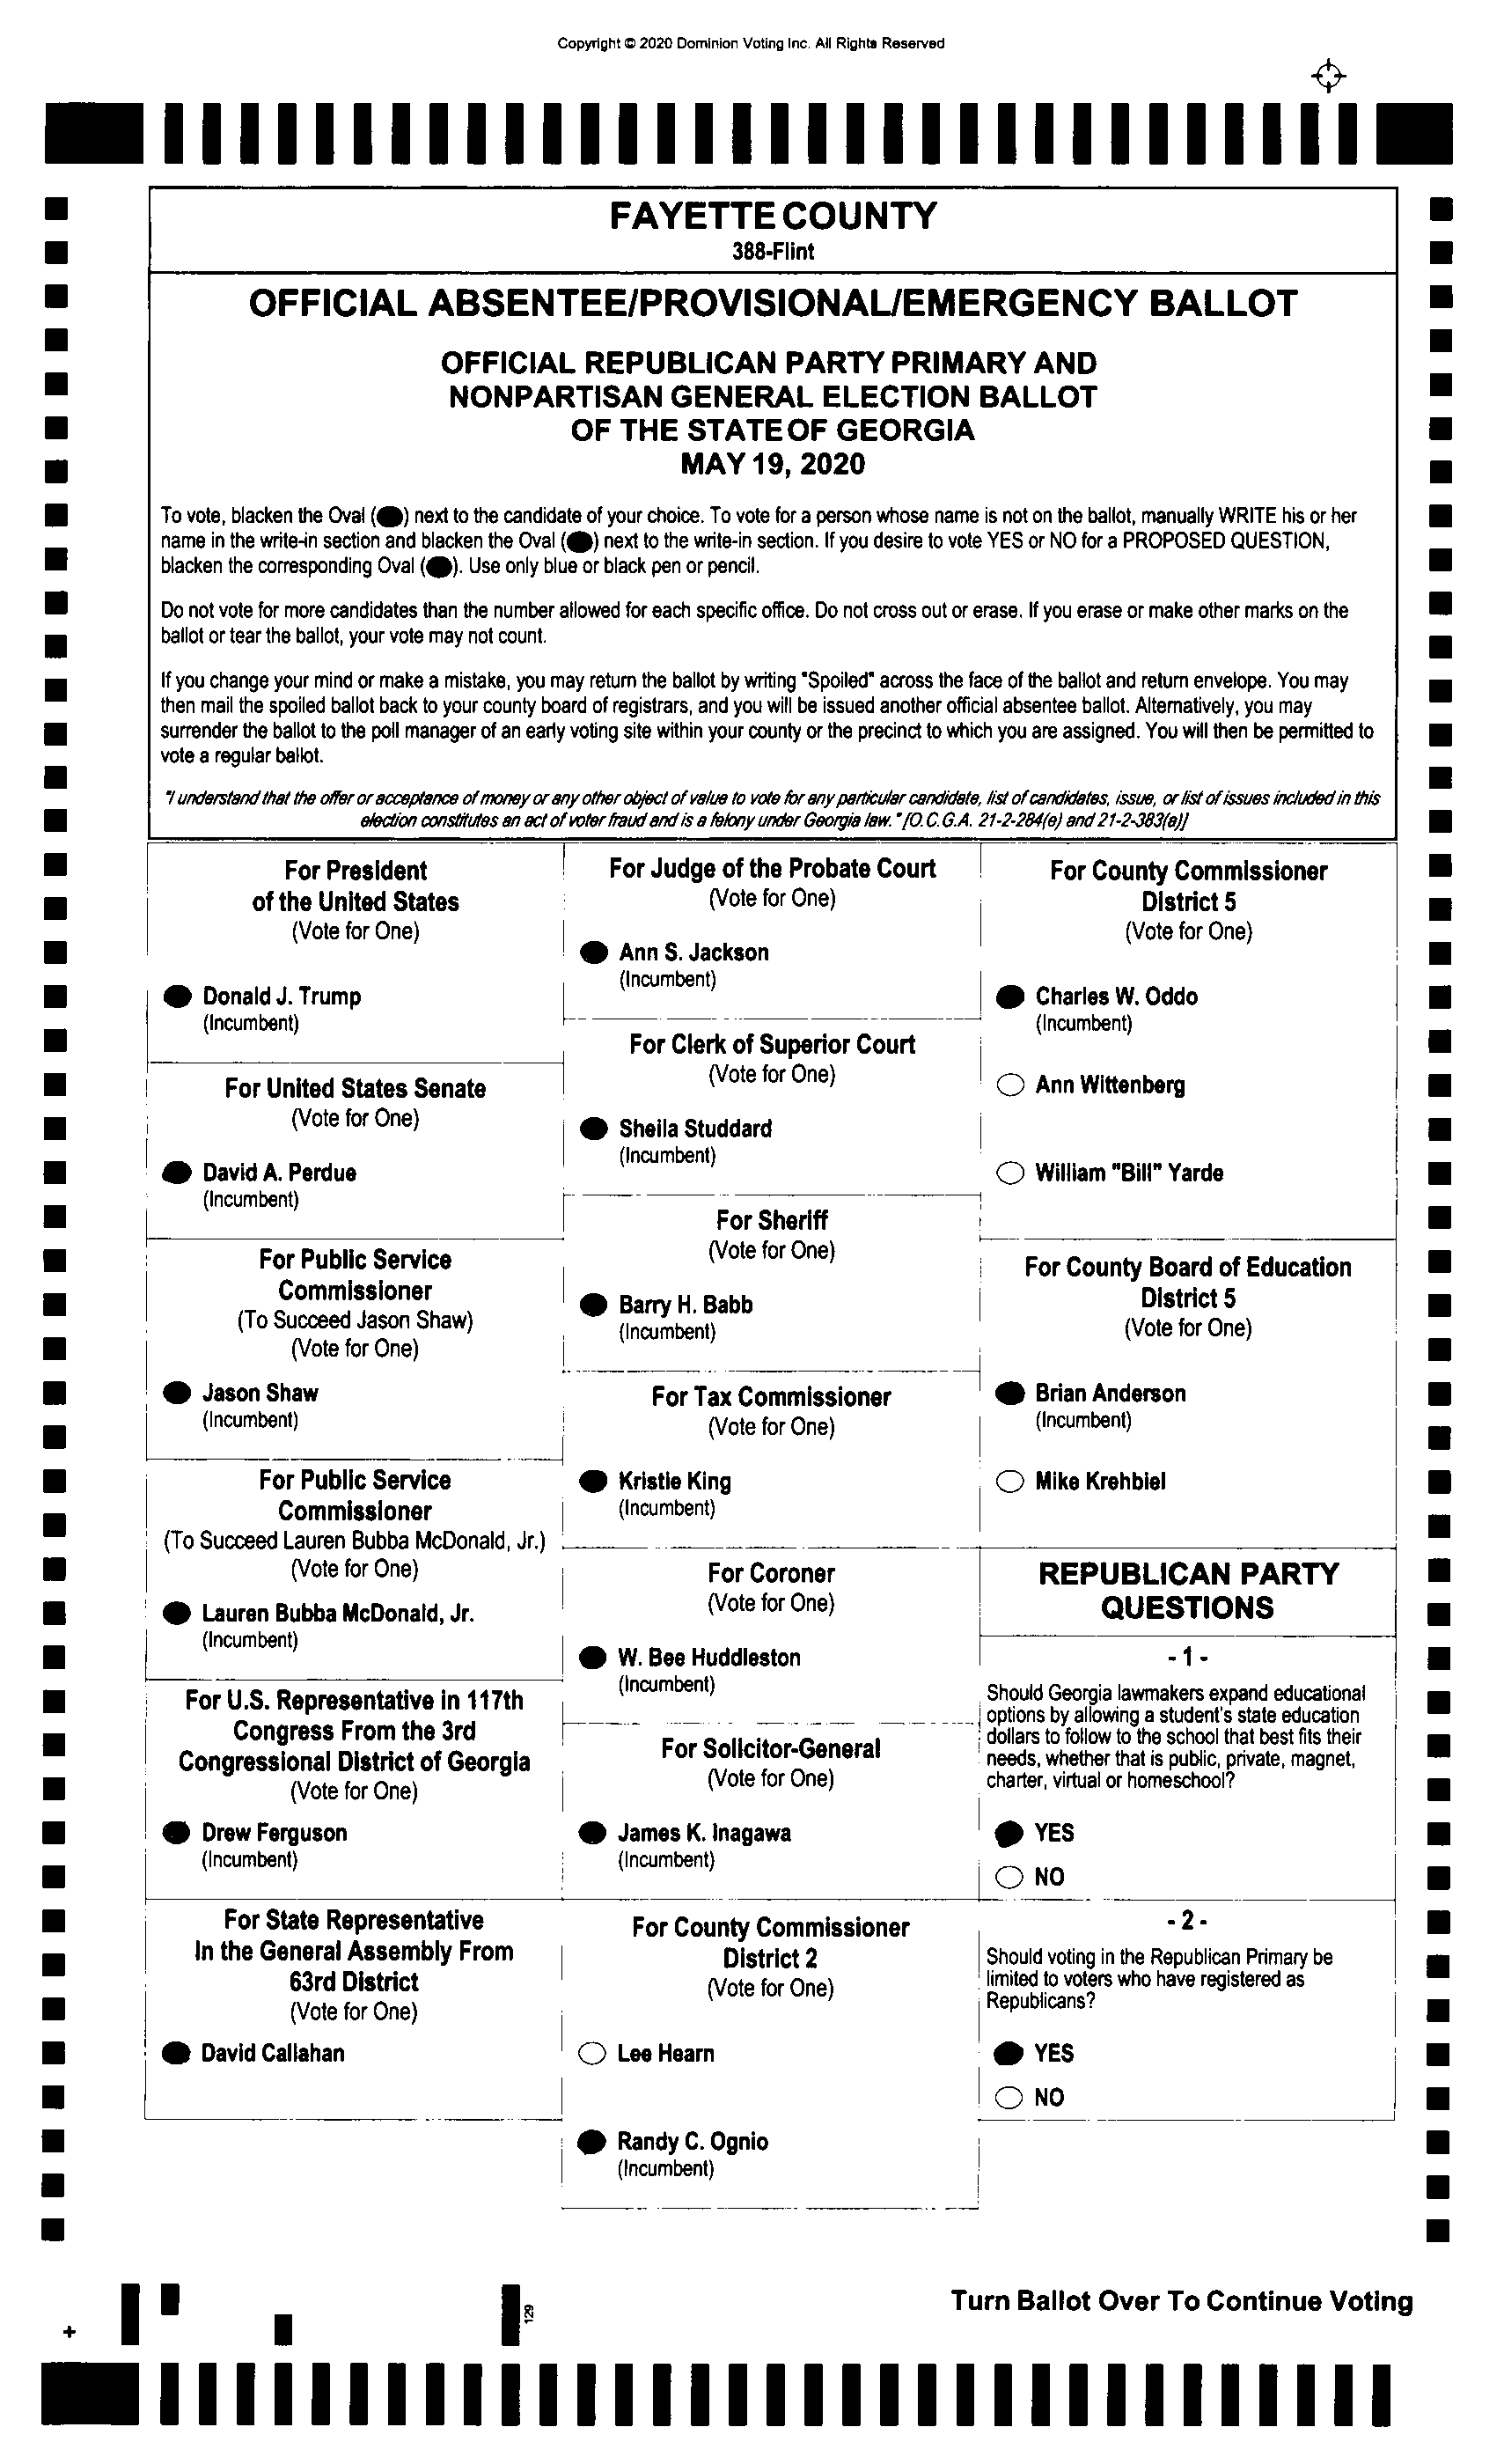 Copyright © 2020 Dominion Voting Inc. All Rights Reserved
FAYETTE COUNTY
388-Flint
OFFICIAL ABSENTEE/PROVISIONAL/EMERGENCY BALLOT
OFFICIAL REPUBLICAN PARTY PRIMARY AND
NONPARTISAN GENERAL ELECTION BALLOT
OF THE STATE OF GEORGIA
MAY 19, 2020
To vote, blacken the Oval ( ) next to the candidate of your choice. To vote for a person whose name is not on the ballot, manually WRITE his or her
name in the write-in section and blacken the Oval ( ) next to the write-in section. If you desire to vote YES or NO for a PROPOSED QUESTION,
blacken the corresponding Oval ( ). Use only blue or black pen or pencil.
Do not vote for more candidates than the number allowed for each specific office. Do not cross out or erase. If you erase or make other marks on the
ballot or tear the ballot, your vote may not count.
If you change your mind or make a mistake, you may return the ballot by writing "Spoiled" across the face of the ballot and return envelope. You may
then mail the spoiled ballot back to your county board of registrars, and you will be issued another official absentee ballot. Alternatively, you may
surrender the ballot to the poll manager of an early voting site within your county or the precinct to which you are assigned. You will then be permitted to
vote a regular ballot.
"I understand that the offer or acceptance of money or any other object of value to vote for any particular candidate, list of candidates, issue, or list of issues included in this
election constitutes an act of voter fraud and is a felony under Georgia law." [O.C.G.A. 21-2-284(e) and 21-2-383(a)]
For President
of the United States
(Vote for One)
Donald J. Trump
(Incumbent)
For United States Senate
(Vote for One)
David A. Perdue
(Incumbent)
For Public Service
Commissioner
(To Succeed Jason Shaw)
(Vote for One)
Jason Shaw
(Incumbent)
For Public Service
Commissioner
(To Succeed Lauren Bubba McDonald, Jr.)
(Vote for One)
Lauren Bubba McDonald, Jr.
(Incumbent)
For U.S. Representative in 117th
Congress From the 3rd
Congressional District of Georgia
(Vote for One)
Drew Ferguson
(Incumbent)
For State Representative
In the General Assembly From
63rd District
(Vote for One)
David Callahan
For Judge of the Probate Court
(Vote for One)
Ann S. Jackson
(Incumbent)
For Clerk of Superior Court
(Vote for One)
Sheila Studdard
(Incumbent)
For Sheriff
(Vote for One)
Barry H. Babb
(Incumbent)
For Tax Commissioner
(Vote for One)
Kristie King
(Incumbent)
For Coroner
(Vote for One)
W. Bee Huddleston
(Incumbent)
For Solicitor-General
(Vote for One)
James K. Inagawa
(Incumbent)
For County Commissioner
District 2
(Vote for One)
Lee Hearn
Randy C. Ognio
(Incumbent)
For County Commissioner
District 5
(Vote for One)
Charles W. Oddo
(Incumbent)
Ann Wittenberg
William "Bill" Yarde
For County Board of Education
District 5
(Vote for One)
Brian Anderson
(Incumbent)
Mike Krehbiel
REPUBLICAN PARTY
QUESTIONS
- 1 -
Should Georgia lawmakers expand educational
options by allowing a student's state education
dollars to follow to the school that best fits their
needs, whether that is public, private, magnet,
charter, virtual or homeschool?
YES
NO
- 2 -
Should voting in the Republican Primary be
limited to voters who have registered as
Republicans?
YES
NO
Turn Ballot Over To Continue Voting
129